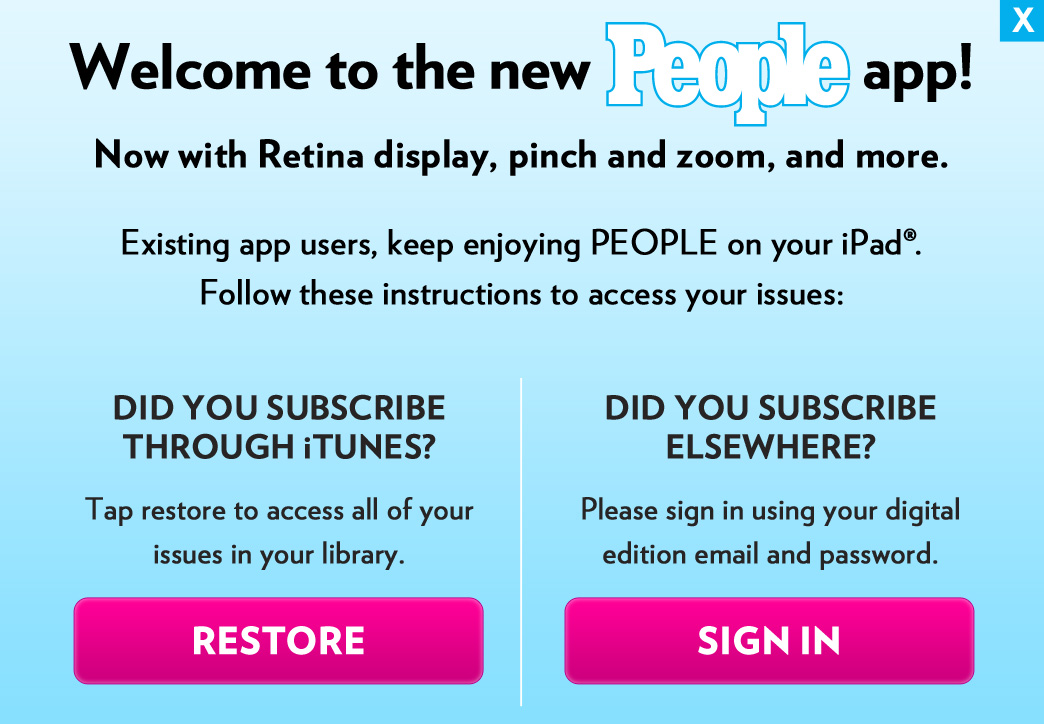 X
Welcome to the new People app!
Now with Retina display, pinch and zoom, and more.
Existing app users, keep enjoying PEOPLE on your iPad®.
Follow these instructions to access your issues:
DID YOU SUBSCRIBE
THROUGH iTUNES?
Tap restore to access all of your
issues in your library.
RESTORE
DID YOU SUBSCRIBE
ELSEWHERE?
Please sign in using your digital
edition email and password.
SIGN IN